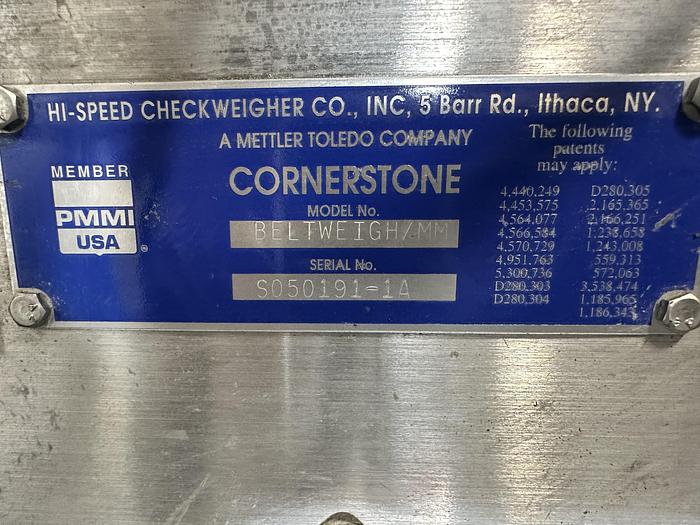 HI-SPEED CHECKWEIGHER CO., INC, 5 Barr Rd., Ithaca, NY.
A METTLER TOLEDO COMPANY
CORNERSTONE
MEMBER
PMMI
USA
®
MODEL No.
BELTWEIGH/MM
SERIAL No.
S050191-1A
The following
patents
may apply:
4,440,249 D280,305
4,453,575 2,165,365
4,564,077 2,166,251
4,566,584 1,238,658
4,570,729 1,243,008
4,951,763 559,313
5,300,736 572,063
D280,303 3,538,474
D280,304 1,185,965
1,186,343